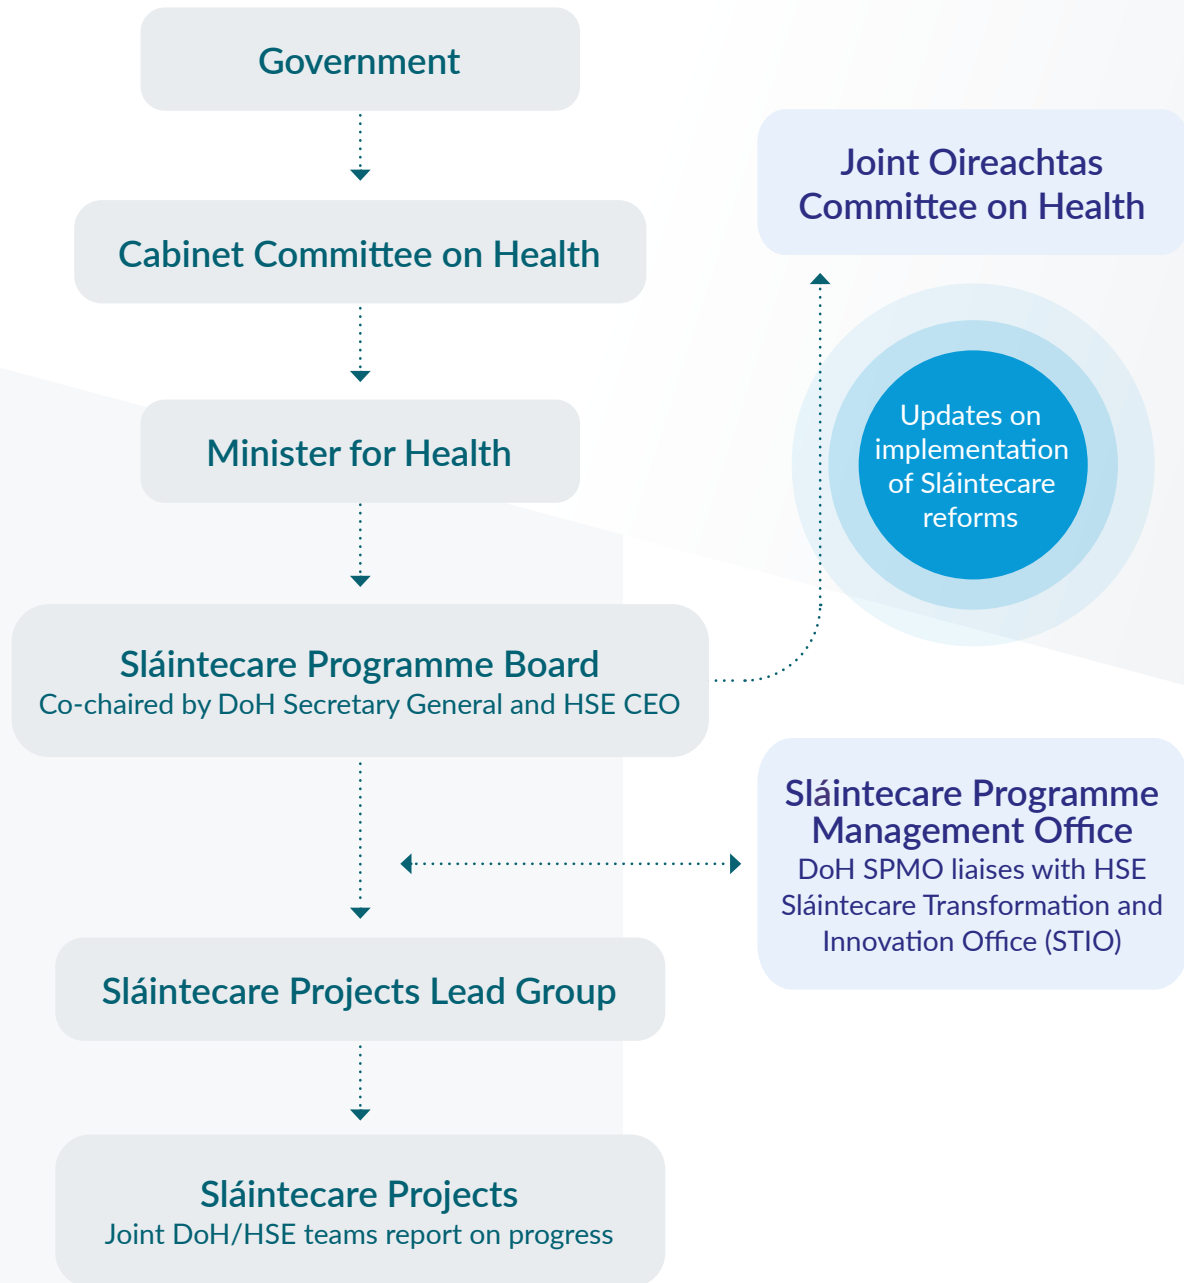 Government
Cabinet Committee on Health
Minister for Health
Sláintecare Programme Board
Co-chaired by DoH Secretary General and HSE CEO
Sláintecare Projects Lead Group
Sláintecare Projects
Joint DoH/HSE teams report on progress
Joint Oireachtas
Committee on Health
Updates on
implementation
of Sláintecare
reforms
Sláintecare Programme
Management Office
DoH SPMO liaises with HSE
Sláintecare Transformation and
Innovation Office (STIO)